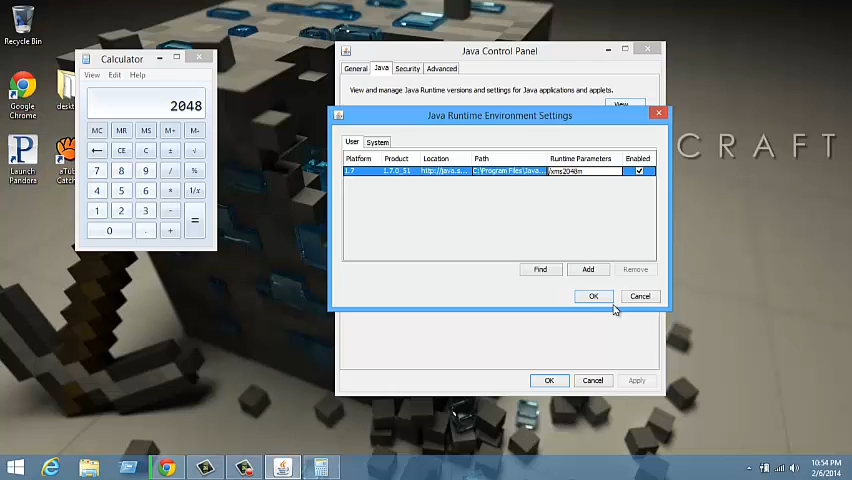 Recycle Bin
Google
Chrome
deskt
Launch
Pandora
aTub
Catch
Calculator
View Edit Help
2048
MC MR MS M+ M-
← CE C ± √
7 8 9 / %
4 5 6 * 1/x
1 2 3 - =
0 . +
Java Control Panel
General Java Security Advanced
View and manage Java Runtime versions and settings for Java applications and applets.
View...
Java Runtime Environment Settings
User System
Platform Product Location Path Runtime Parameters Enabled
1.7 1.7.0_51 http://java.s... C:\Program Files\Java... /xms2048m
Find Add Remove
OK Cancel
OK Cancel Apply
CRAFT
10:54 PM
2/6/2014